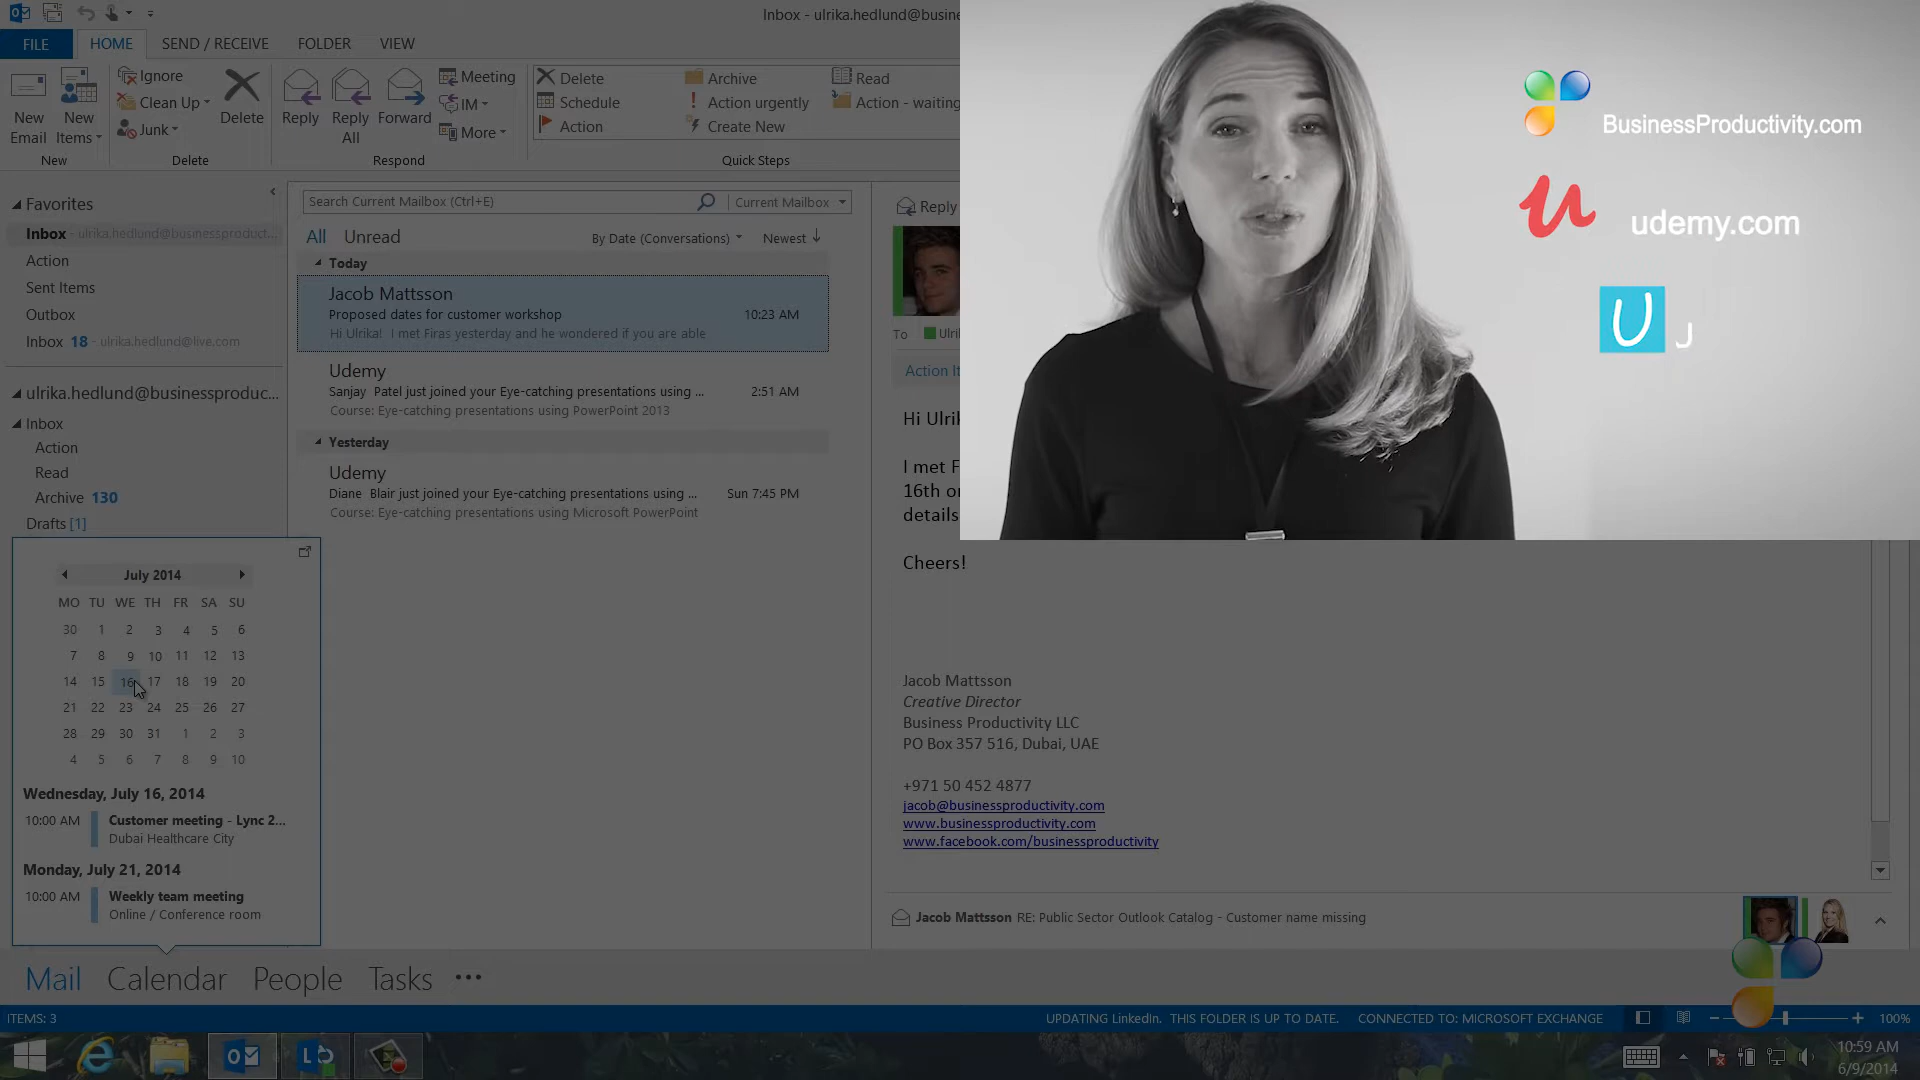 Inbox - ulrika.hedlund@busine
FILE
HOME
SEND / RECEIVE
FOLDER
VIEW
New Email
New Items
Ignore
Clean Up
Junk
Delete
Reply
Reply All
Forward
Meeting
IM
More
Delete
Schedule
Action
Archive
Action urgently
Create New
Read
Action - waiting
New
Delete
Respond
Quick Steps
Favorites
Inbox - ulrika.hedlund@businessproduct...
Action
Sent Items
Outbox
Inbox 18 - ulrika.hedlund@live.com
ulrika.hedlund@businessproduc...
Inbox
Action
Read
Archive 130
Drafts [1]
July 2014
MO TU WE TH FR SA SU
30 1 2 3 4 5 6
7 8 9 10 11 12 13
14 15 16 17 18 19 20
21 22 23 24 25 26 27
28 29 30 31 1 2 3
4 5 6 7 8 9 10
Wednesday, July 16, 2014
10:00 AM Customer meeting - Lync 2...
Dubai Healthcare City
Monday, July 21, 2014
10:00 AM Weekly team meeting
Online / Conference room
Search Current Mailbox (Ctrl+E)
Current Mailbox
All Unread
By Date (Conversations) Newest
Today
Jacob Mattsson
Proposed dates for customer workshop 10:23 AM
Hi Ulrika! I met Firas yesterday and he wondered if you are able
Udemy
Sanjay Patel just joined your Eye-catching presentations using ... 2:51 AM
Course: Eye-catching presentations using PowerPoint 2013
Yesterday
Udemy
Diane Blair just joined your Eye-catching presentations using ... Sun 7:45 PM
Course: Eye-catching presentations using Microsoft PowerPoint
Reply
To Ulri
Action It
Hi Ulrik
I met F
16th o
details
Cheers!
Jacob Mattsson
Creative Director
Business Productivity LLC
PO Box 357 516, Dubai, UAE
+971 50 452 4877
jacob@businessproductivity.com
www.businessproductivity.com
www.facebook.com/businessproductivity
Jacob Mattsson RE: Public Sector Outlook Catalog - Customer name missing
BusinessProductivity.com
u udemy.com
U J
Mail Calendar People Tasks ...
ITEMS: 3
UPDATING LinkedIn. THIS FOLDER IS UP TO DATE. CONNECTED TO: MICROSOFT EXCHANGE
100%
10:59 AM
6/9/2014